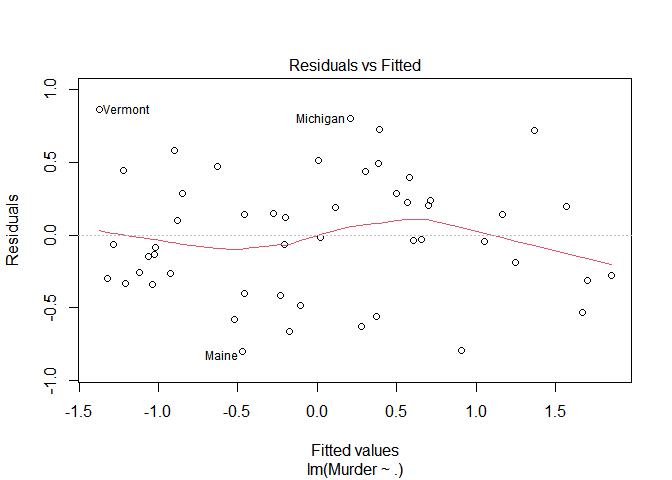 Residuals vs Fitted
Residuals
1.0
0.5
0.0
-0.5
-1.0
Vermont
Michigan
Maine
-1.5 -1.0 -0.5 0.0 0.5 1.0 1.5
Fitted values
lm(Murder ~ .)